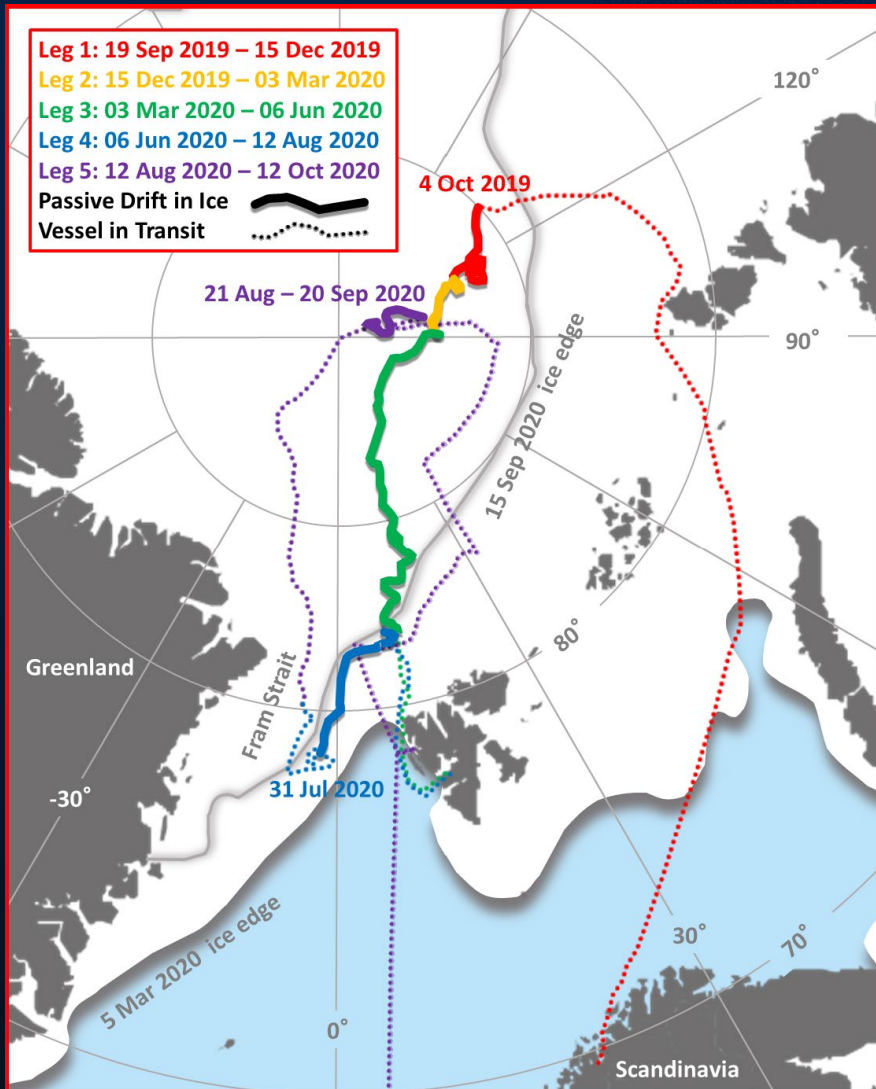 Leg 1: 19 Sep 2019 – 15 Dec 2019
Leg 2: 15 Dec 2019 – 03 Mar 2020
Leg 3: 03 Mar 2020 – 06 Jun 2020
Leg 4: 06 Jun 2020 – 12 Aug 2020
Leg 5: 12 Aug 2020 – 12 Oct 2020
Passive Drift in Ice
Vessel in Transit
120°
4 Oct 2019
21 Aug – 20 Sep 2020
90°
15 Sep 2020 ice edge
80°
Greenland
Fram Strait
-30°
31 Jul 2020
5 Mar 2020 ice edge
30°
70°
0°
Scandinavia